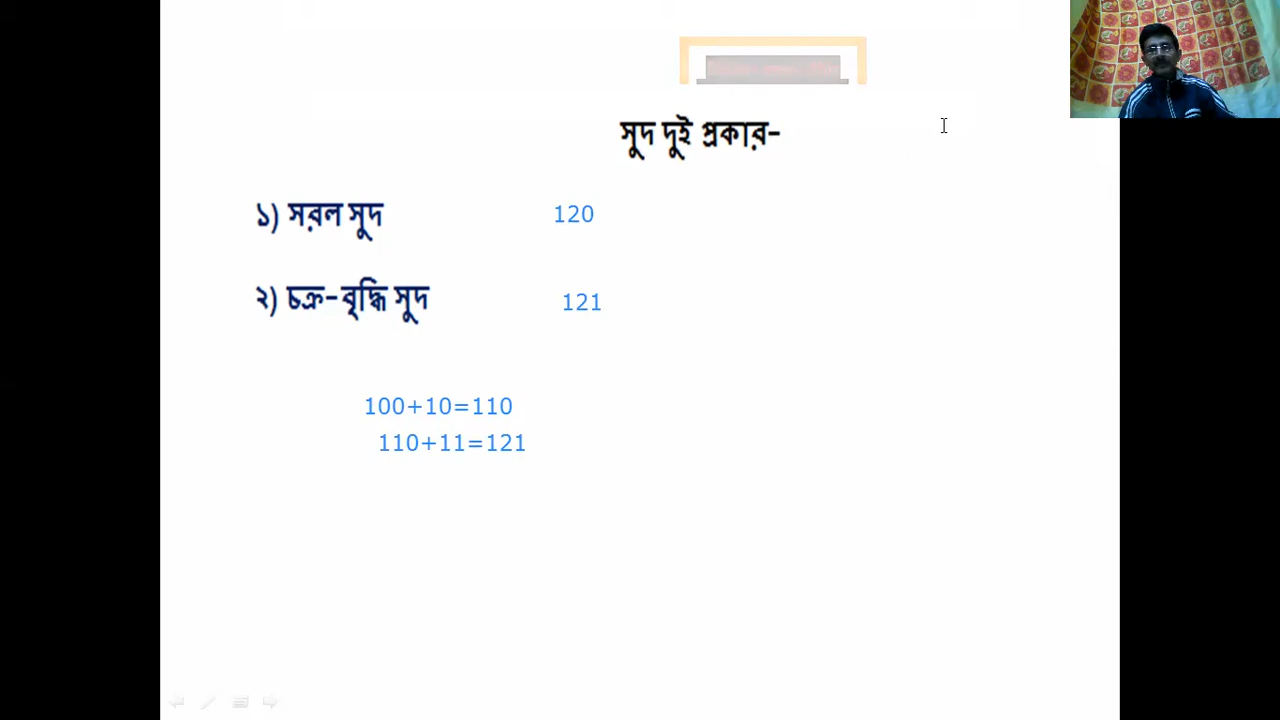 সুদ দুই প্রকার-
১) সরল সুদ 120
২) চক্র-বৃদ্ধি সুদ 121
100+10=110
110+11=121